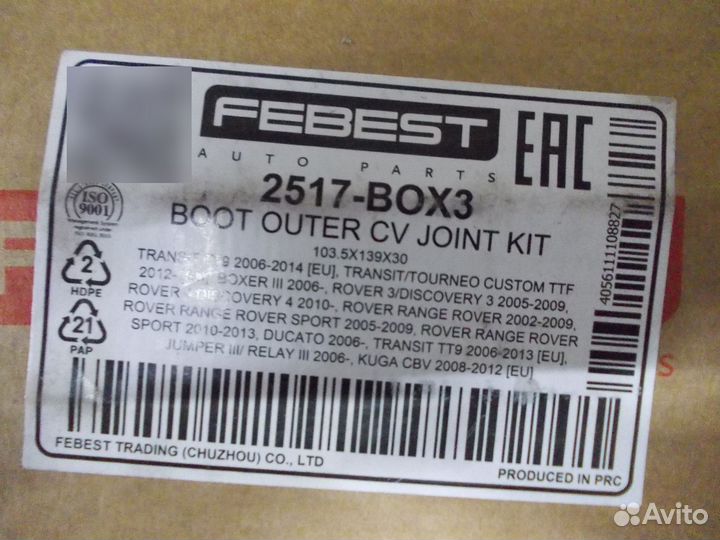 FEBEST
AUTO PARTS
EAC
2517-BOX3
BOOT OUTER CV JOINT KIT
103.5X139X30
TRANSIT TT9 2006-2014 [EU], TRANSIT/TOURNEO CUSTOM TTF
2012- BOXER III 2006-, ROVER 3/DISCOVERY 3 2005-2009,
ROVER DISCOVERY 4 2010-, ROVER RANGE ROVER 2002-2009,
ROVER RANGE ROVER SPORT 2005-2009, ROVER RANGE ROVER
SPORT 2010-2013, DUCATO 2006-, TRANSIT TT9 2006-2013 [EU],
JUMPER III/ RELAY III 2006-, KUGA CBV 2008-2012 [EU]
ISO
9001
2
HDPE
21
PAP
4056111108827
FEBEST TRADING (CHUZHOU) CO., LTD
PRODUCED IN PRC
Avito